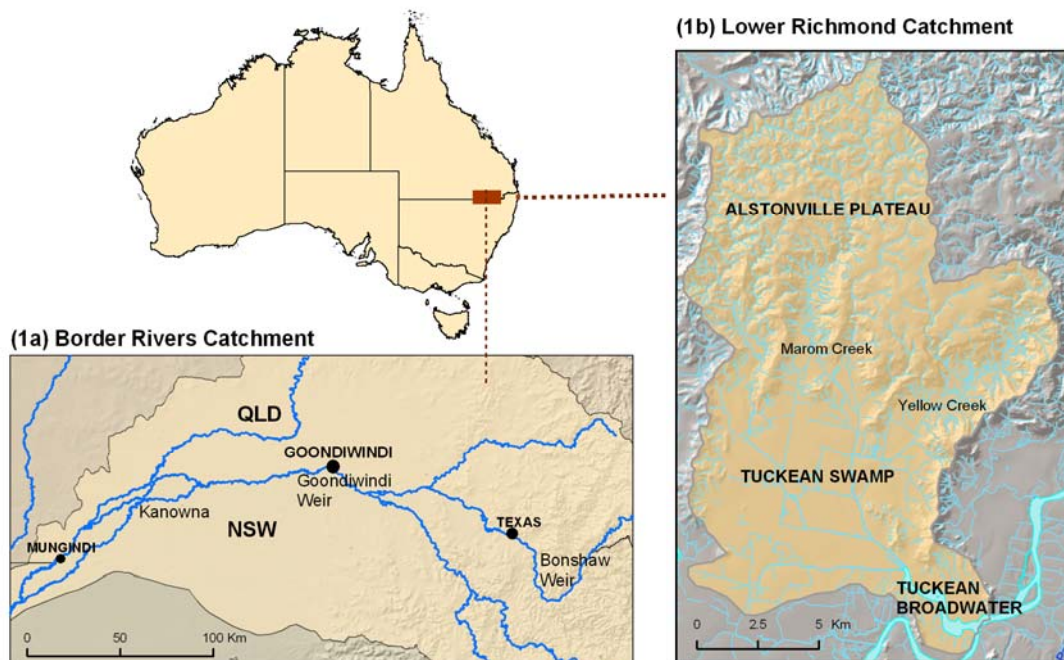 (1b) Lower Richmond Catchment
ALSTONVILLE PLATEAU
Marom Creek
Yellow Creek
TUCKEAN SWAMP
TUCKEAN
BROADWATER
0 2.5 5 Km
(1a) Border Rivers Catchment
QLD
GOONDIWINDI
Goondiwindi
Weir
Kanowna
NSW
TEXAS
MUNGINDI
Bonshaw
Weir
0 50 100 Km